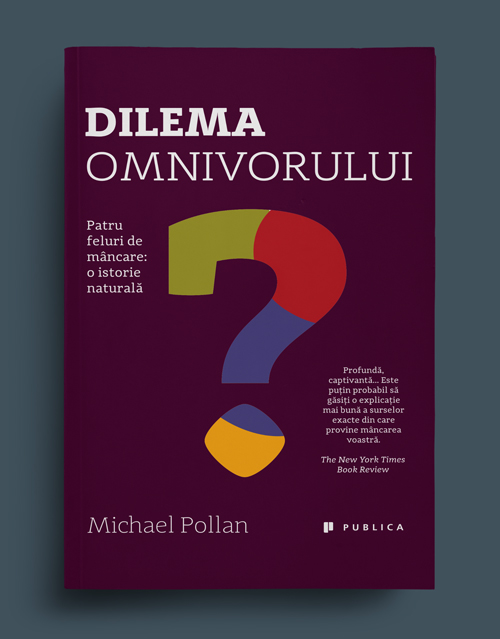 DILEMA
OMNIVORULUI
Patru
feluri de
mâncare:
o istorie
naturală
Profundă,
captivantă... Este
puțin probabil să
găsiți o explicație
mai bună a surselor
exacte din care
provine mâncarea
voastră.
The New York Times
Book Review
Michael Pollan
PUBLICA